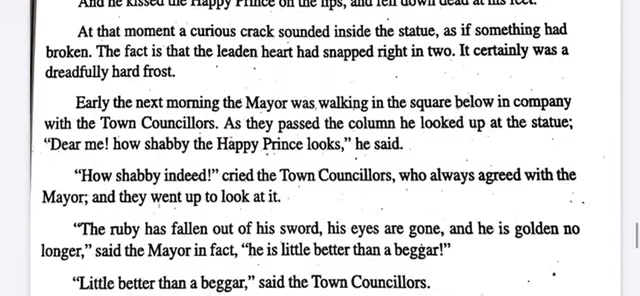 And he kissed the Happy Prince on the lips, and fell down dead at his feet.
At that moment a curious crack sounded inside the statue, as if something had
broken. The fact is that the leaden heart had snapped right in two. It certainly was a
dreadfully hard frost.
Early the next morning the Mayor was walking in the square below in company
with the Town Councillors. As they passed the column he looked up at the statue;
“Dear me! how shabby the Happy Prince looks,” he said.
“How shabby indeed!” cried the Town Councillors, who always agreed with the
Mayor; and they went up to look at it.
“The ruby has fallen out of his sword, his eyes are gone, and he is golden no
longer,” said the Mayor in fact, “he is little better than a beggar!”
“Little better than a beggar,” said the Town Councillors.